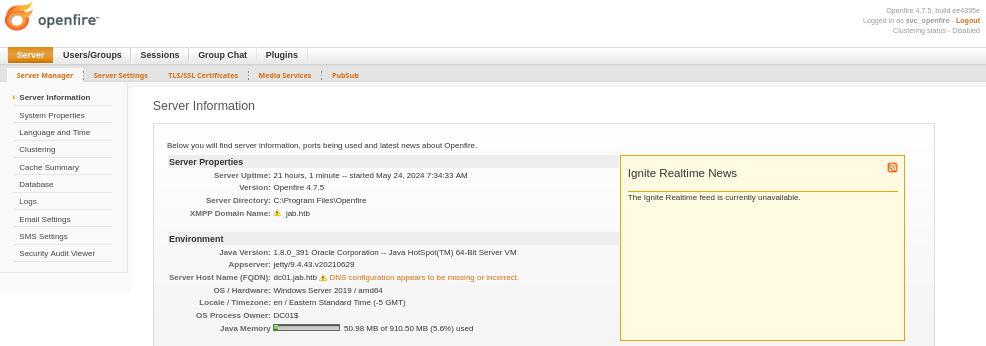 openfire™
Openfire 4.7.5, build ee4395e
Logged in as svc_openfire - Logout
Clustering status - Disabled
Server Users/Groups Sessions Group Chat Plugins
Server Manager Server Settings TLS/SSL Certificates Media Services PubSub
Server Information
System Properties
Language and Time
Clustering
Cache Summary
Database
Logs
Email Settings
SMS Settings
Security Audit Viewer
Server Information
Below you will find server information, ports being used and latest news about Openfire.
Server Properties
Server Uptime: 21 hours, 1 minute -- started May 24, 2024 7:34:33 AM
Version: Openfire 4.7.5
Server Directory: C:\Program Files\Openfire
XMPP Domain Name: jab.htb
Environment
Java Version: 1.8.0_391 Oracle Corporation -- Java HotSpot(TM) 64-Bit Server VM
Appserver: jetty/9.4.43.v20210629
Server Host Name (FQDN): dc01.jab.htb DNS configuration appears to be missing or incorrect.
OS / Hardware: Windows Server 2019 / amd64
Locale / Timezone: en / Eastern Standard Time (-5 GMT)
OS Process Owner: DC01$
Java Memory 50.98 MB of 910.50 MB (5.6%) used
Ignite Realtime News
The Ignite Realtime feed is currently unavailable.